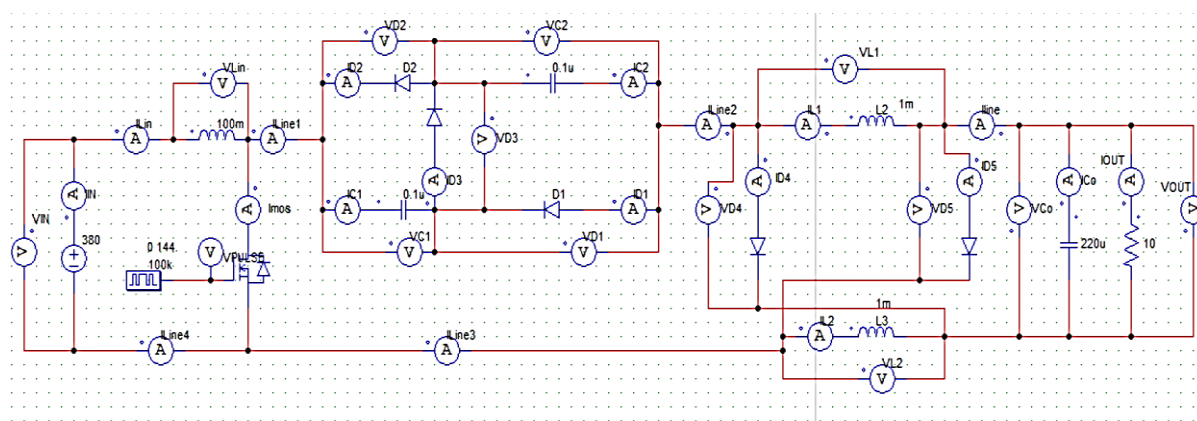 VD2 VC2
VL1
VLin ID2 D2 0.1u IC2
ILin 100m ILine1 ILine2 IL1 L2 1m Iline
VD3
IOUT
IN IC1 0.1u ID3 D1 ID1 ID4 ID5 ICo VOUT
VIN Imos VD4 VD5 VCo
380 0 144. VPULSE VC1 VD1 220u 10
100k
1m
ILine4 ILine3 IL2 L3
VL2